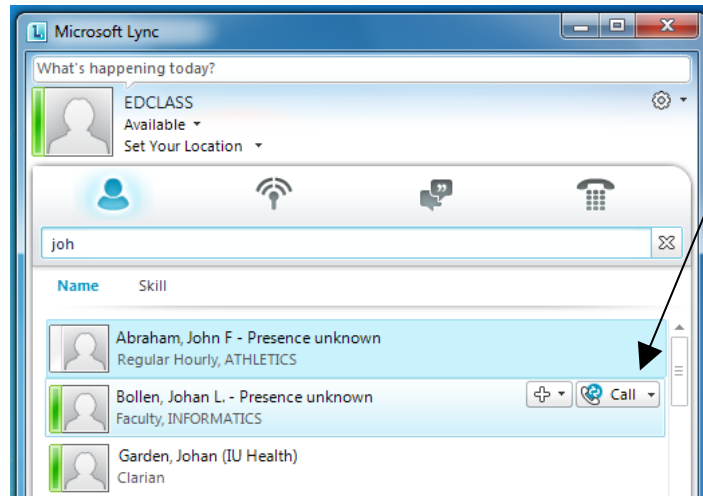 Microsoft Lync
What's happening today?
EDCLASS
Available
Set Your Location
joh
Name Skill
Abraham, John F - Presence unknown
Regular Hourly, ATHLETICS
Bollen, Johan L. - Presence unknown
Call
Faculty, INFORMATICS
Garden, Johan (IU Health)
Clarian